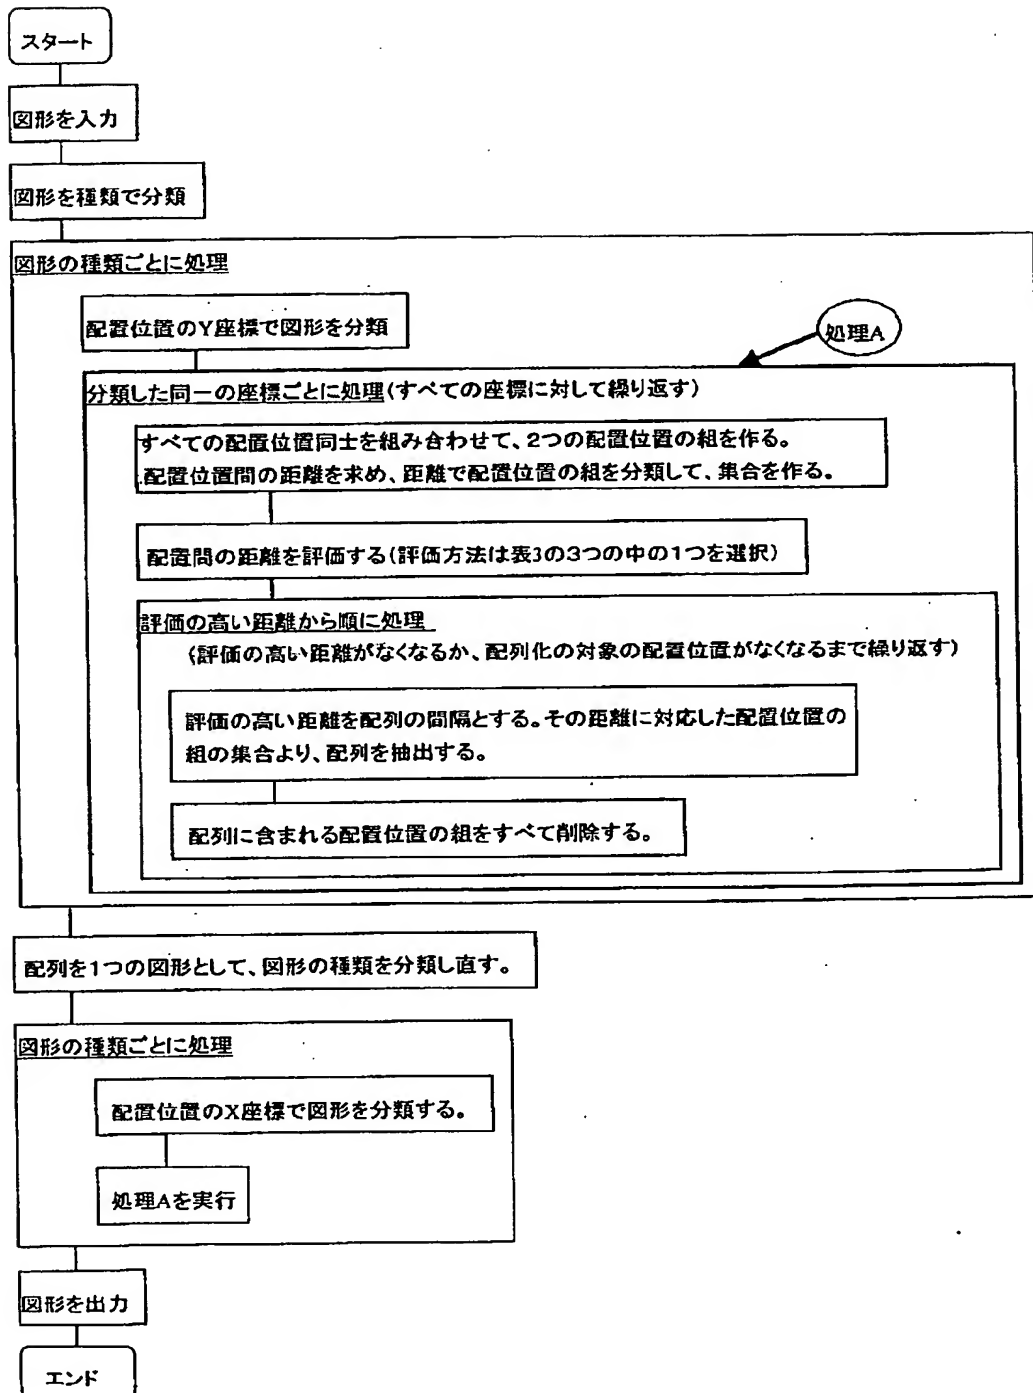 スタート
図形を入力
図形を種類で分類
図形の種類ごとに処理
配置位置のY座標で図形を分類
処理A
分類した同一の座標ごとに処理(すべての座標に対して繰り返す)
すべての配置位置同士を組み合わせて、2つの配置位置の組を作る。
配置位置間の距離を求め、距離で配置位置の組を分類して、集合を作る。
配置間の距離を評価する(評価方法は表3の3つの中の1つを選択)
評価の高い距離から順に処理
(評価の高い距離がなくなるか、配列化の対象の配置位置がなくなるまで繰り返す)
評価の高い距離を配列の間隔とする。その距離に対応した配置位置の
組の集合より、配列を抽出する。
配列に含まれる配置位置の組をすべて削除する。
配列を1つの図形として、図形の種類を分類し直す。
図形の種類ごとに処理
配置位置のX座標で図形を分類する。
処理Aを実行
図形を出力
エンド